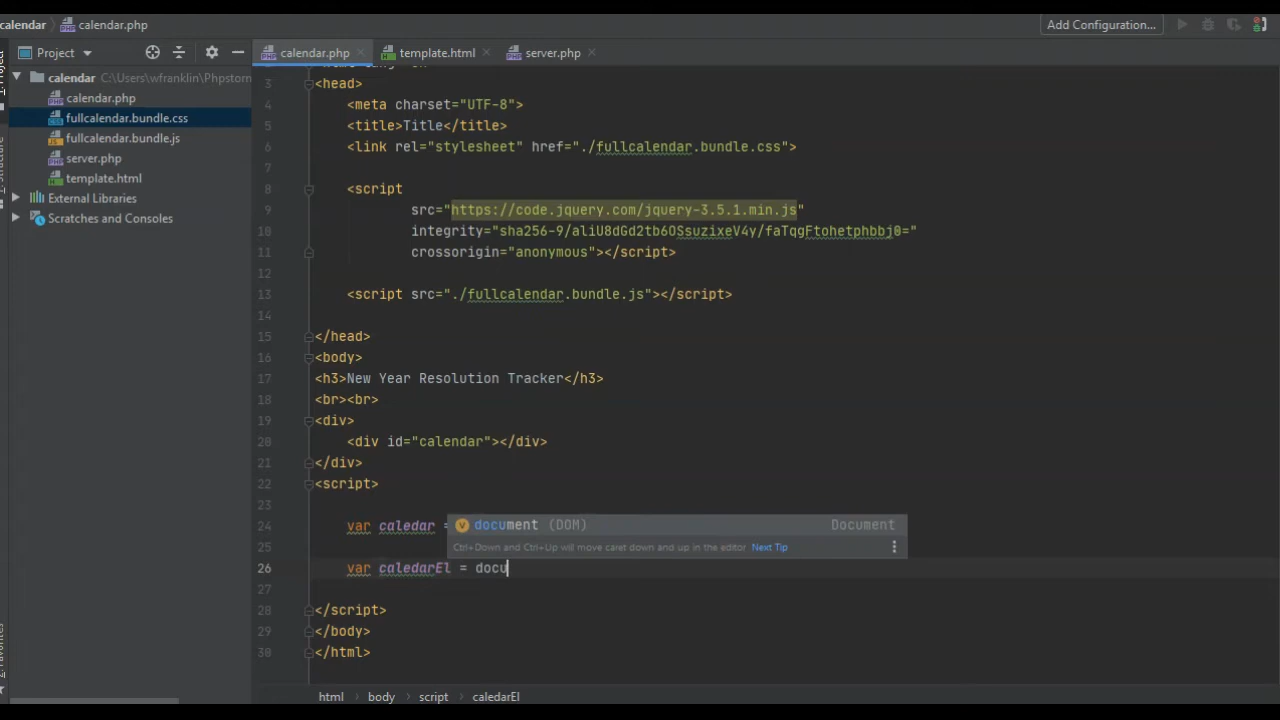 calendar calendar.php Add Configuration...
Project calendar.php template.html server.php
1: Project
calendar C:\Users\wfranklin\Phpstorm
calendar.php
fullcalendar.bundle.css
fullcalendar.bundle.js
server.php
template.html
External Libraries
Scratches and Consoles
3 <head>
4 <meta charset="UTF-8">
5 <title>Title</title>
6 <link rel="stylesheet" href="./fullcalendar.bundle.css">
7
8 <script
9 src="https://code.jquery.com/jquery-3.5.1.min.js"
10 integrity="sha256-9/aliU8dGd2tb6OSsuzixeV4y/faTqgFtohetphbbj0="
11 crossorigin="anonymous"></script>
12
13 <script src="./fullcalendar.bundle.js"></script>
14
15 </head>
16 <body>
17 <h3>New Year Resolution Tracker</h3>
18 <br><br>
19 <div>
20 <div id="calendar"></div>
21 </div>
22 <script>
23
24 var caledar =
document (DOM) Document
25
Ctrl+Down and Ctrl+Up will move caret down and up in the editor Next Tip
26 var caledarEl = docu
27
28 </script>
29 </body>
30 </html>
html body script caledarEl